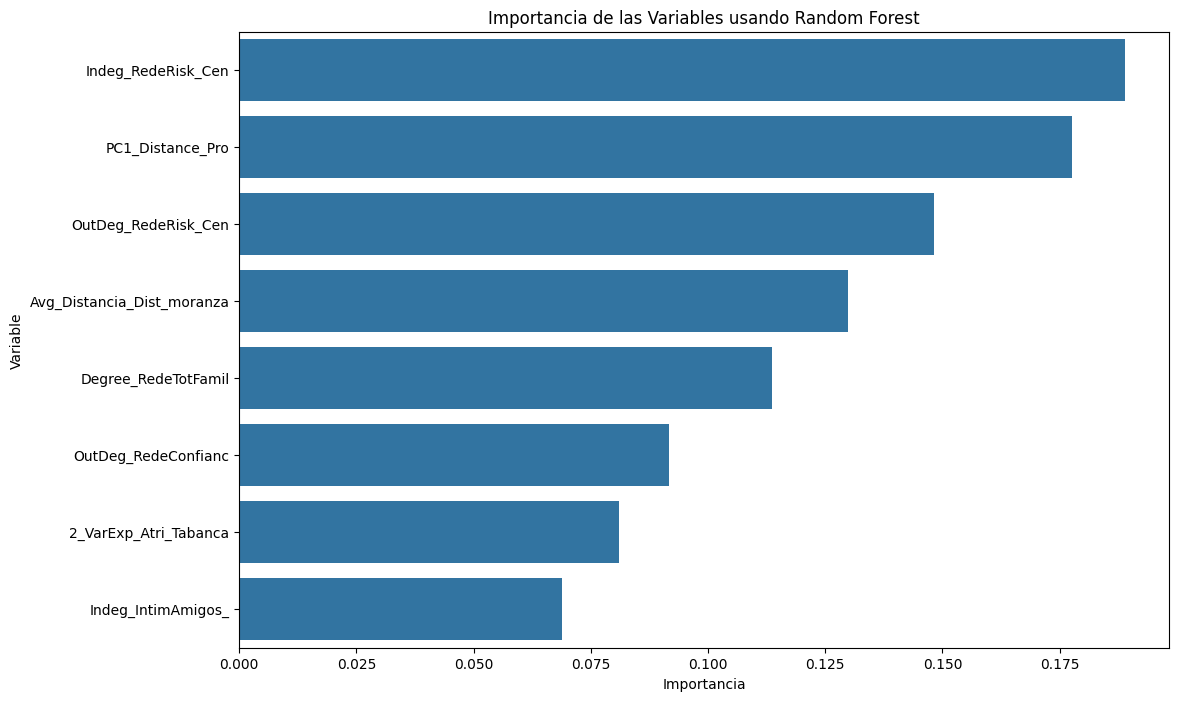 Importancia de las Variables usando Random Forest
Variable
Indeg_RedeRisk_Cen
PC1_Distance_Pro
OutDeg_RedeRisk_Cen
Avg_Distancia_Dist_moranza
Degree_RedeTotFamil
OutDeg_RedeConfianc
2_VarExp_Atri_Tabanca
Indeg_IntimAmigos_
0.000 0.025 0.050 0.075 0.100 0.125 0.150 0.175
Importancia